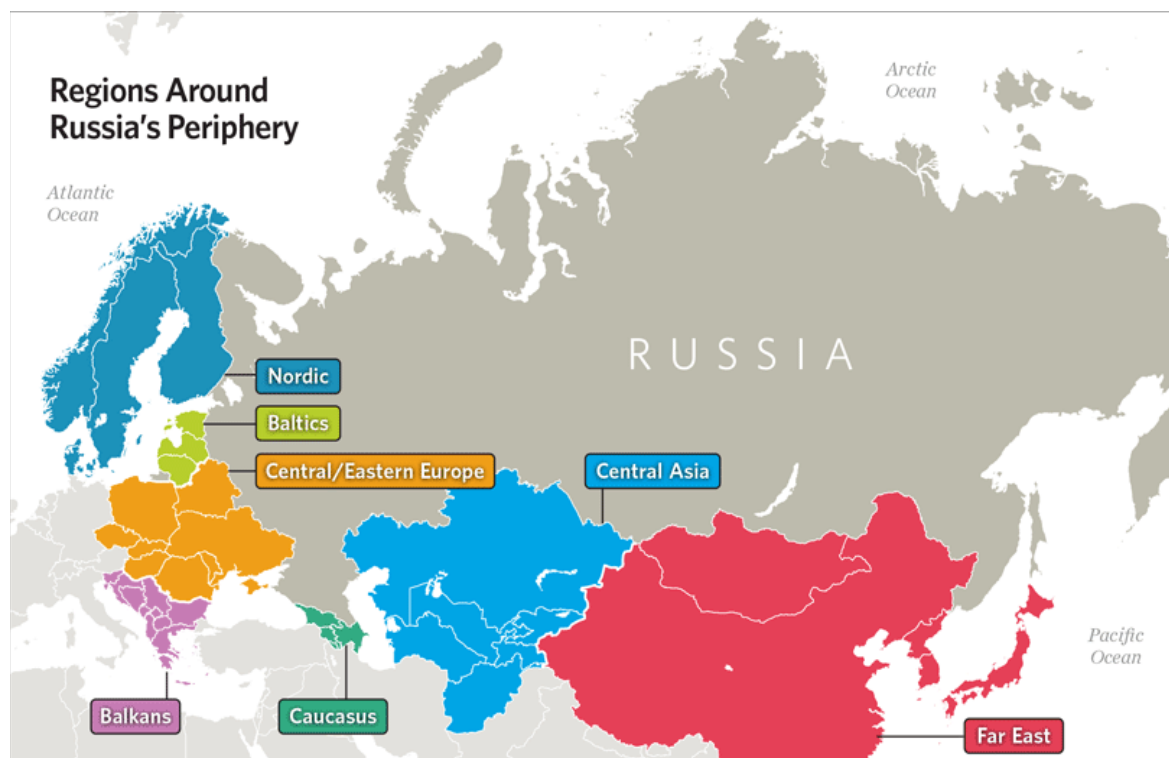 Regions Around
Russia's Periphery
Arctic
Ocean
Atlantic
Ocean
RUSSIA
Nordic
Baltics
Central/Eastern Europe
Central Asia
Pacific
Ocean
Balkans
Caucasus
Far East